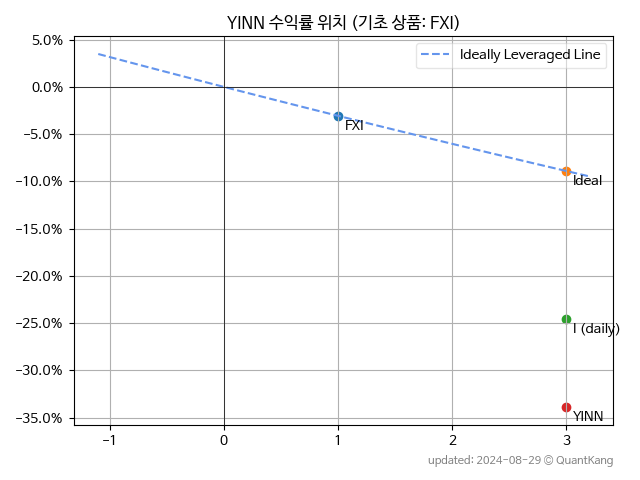 YINN 수익률 위치 (기초 상품: FXI)
5.0%
0.0%
−5.0%
−10.0%
−15.0%
−20.0%
−25.0%
−30.0%
−35.0%
Ideally Leveraged Line
FXI
Ideal
I (daily)
YINN
−1
0
1
2
3
updated: 2024-08-29 © QuantKang